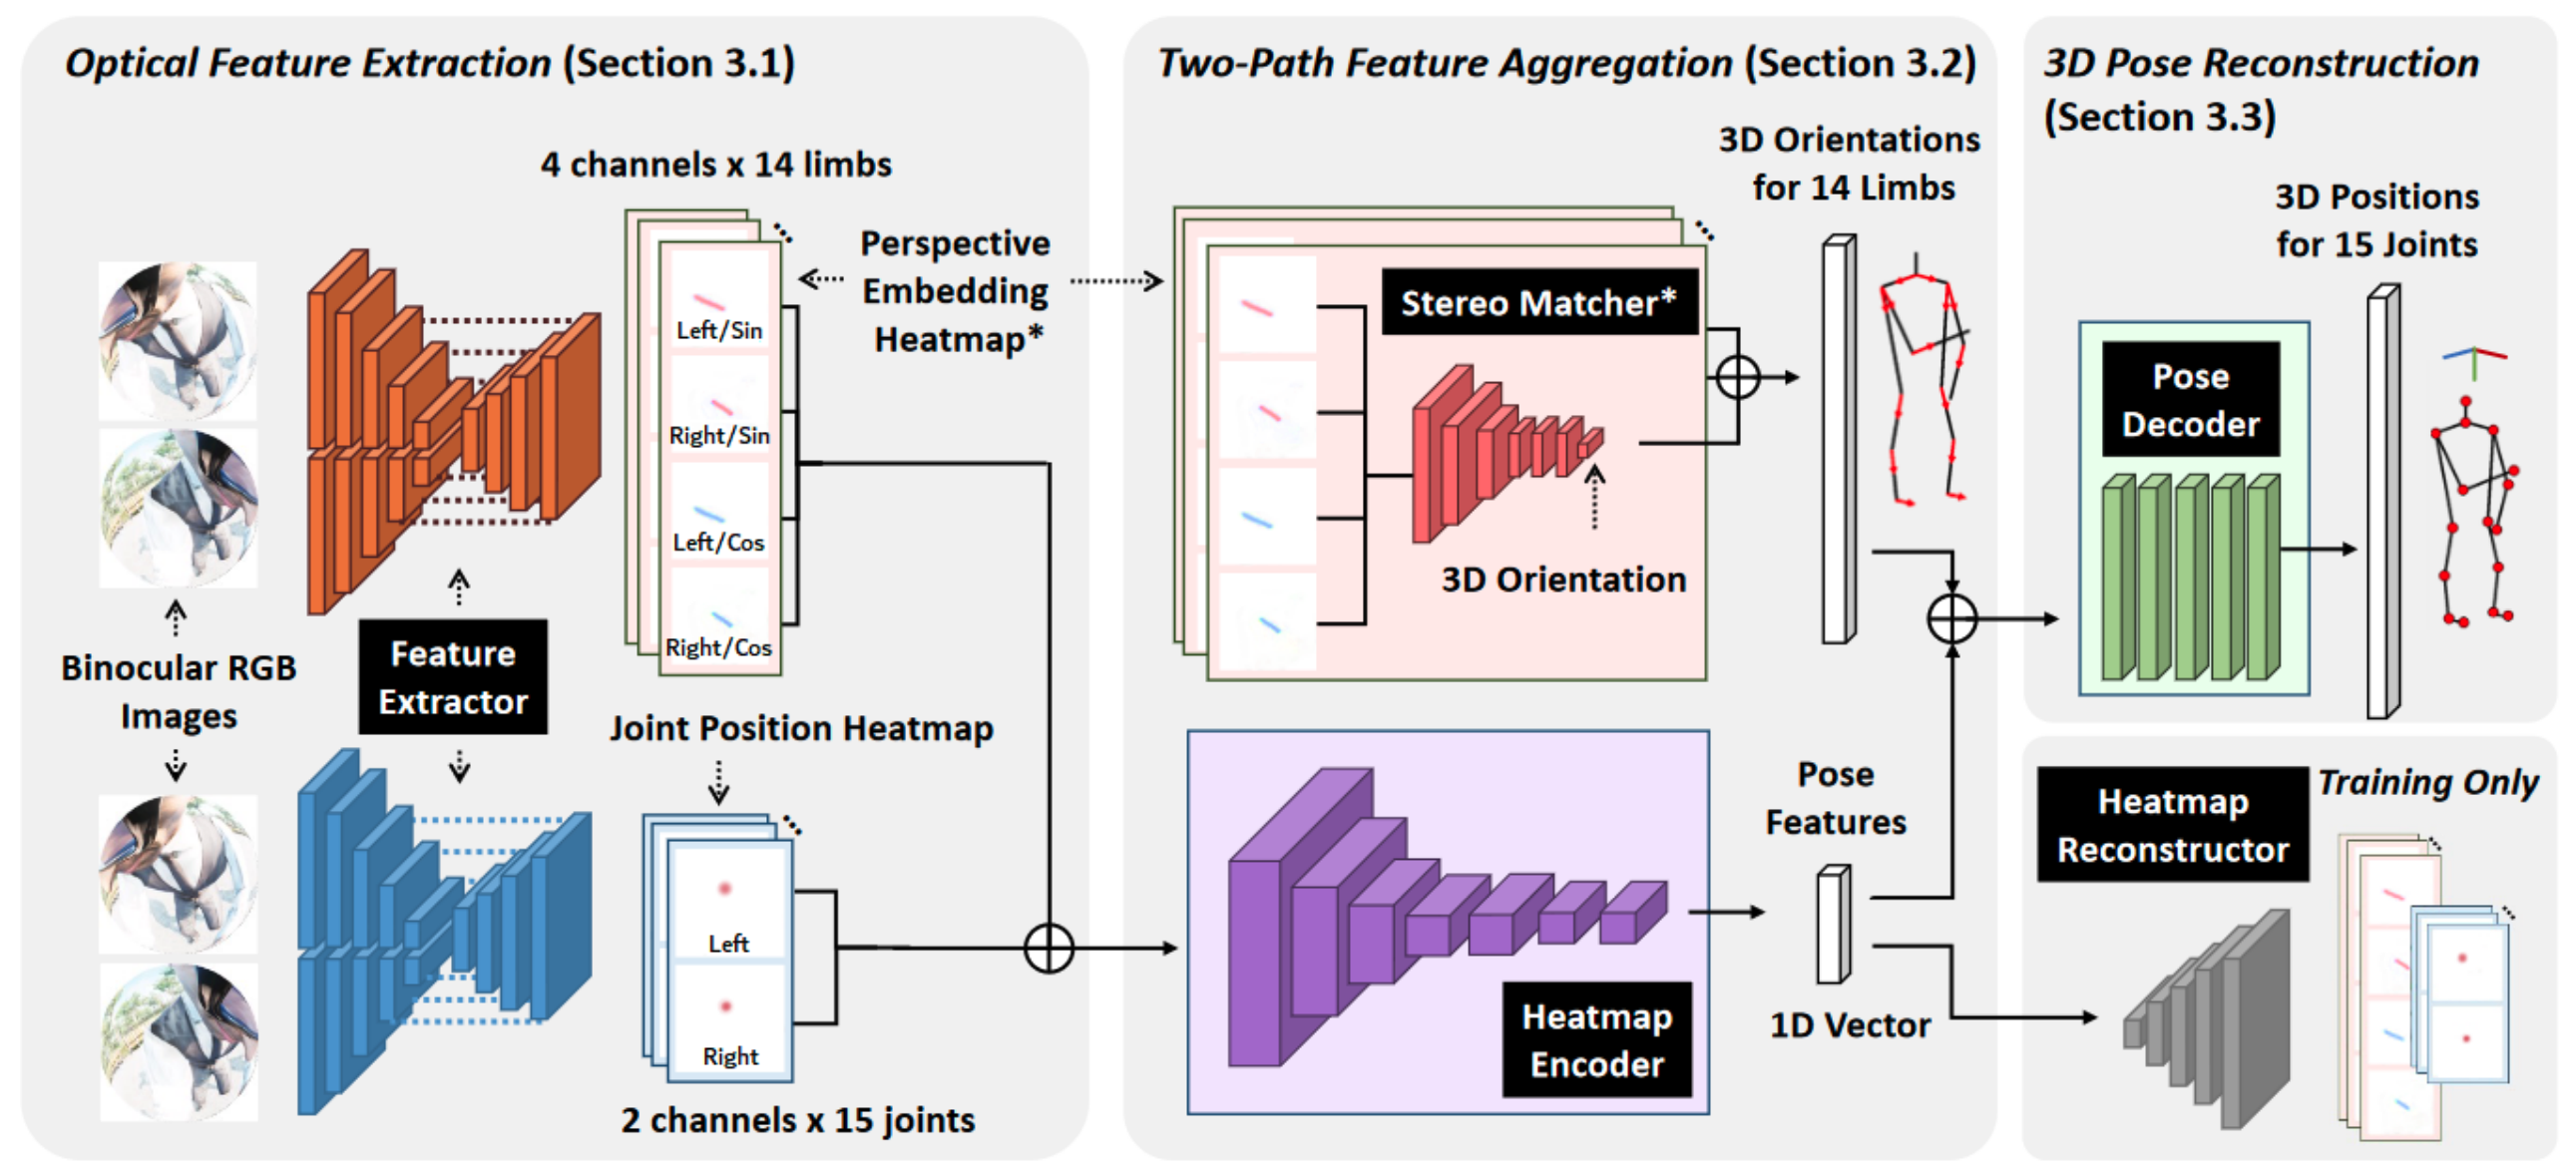 Optical Feature Extraction (Section 3.1)
4 channels x 14 limbs
Perspective
Embedding
Heatmap*
Left/Sin
Right/Sin
Left/Cos
Right/Cos
Binocular RGB
Images
Feature
Extractor
Joint Position Heatmap
Left
Right
2 channels x 15 joints
Two-Path Feature Aggregation (Section 3.2)
3D Orientations
for 14 Limbs
Stereo Matcher*
3D Orientation
Heatmap
Encoder
Pose
Features
1D Vector
3D Pose Reconstruction
(Section 3.3)
3D Positions
for 15 Joints
Pose
Decoder
Heatmap
Reconstructor
Training Only